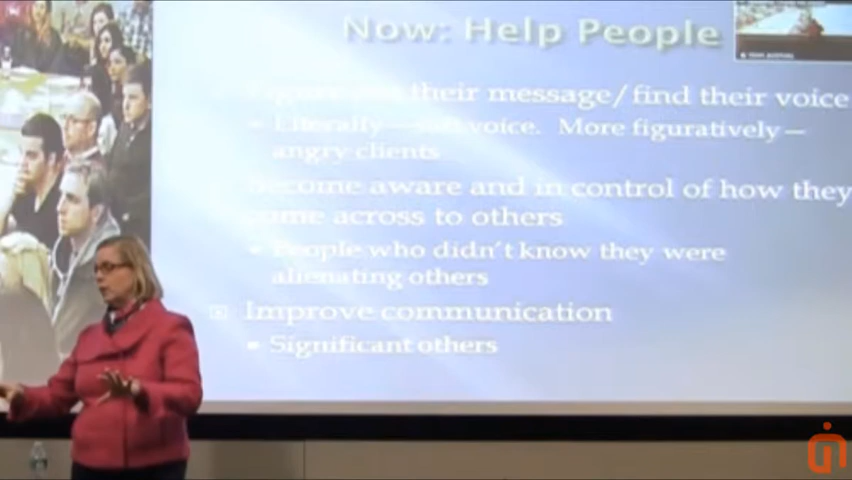 Now: Help People
their message/find their voice
Literally— voice. More figuratively—
angry clients
become aware and in control of how they
come across to others
People who didn't know they were
alienating others
Improve communication
Significant others